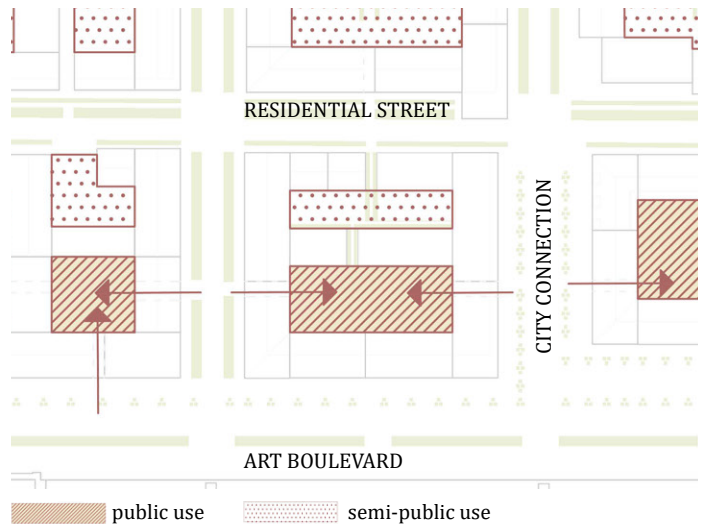 RESIDENTIAL STREET
CITY CONNECTION
ART BOULEVARD
public use
semi-public use